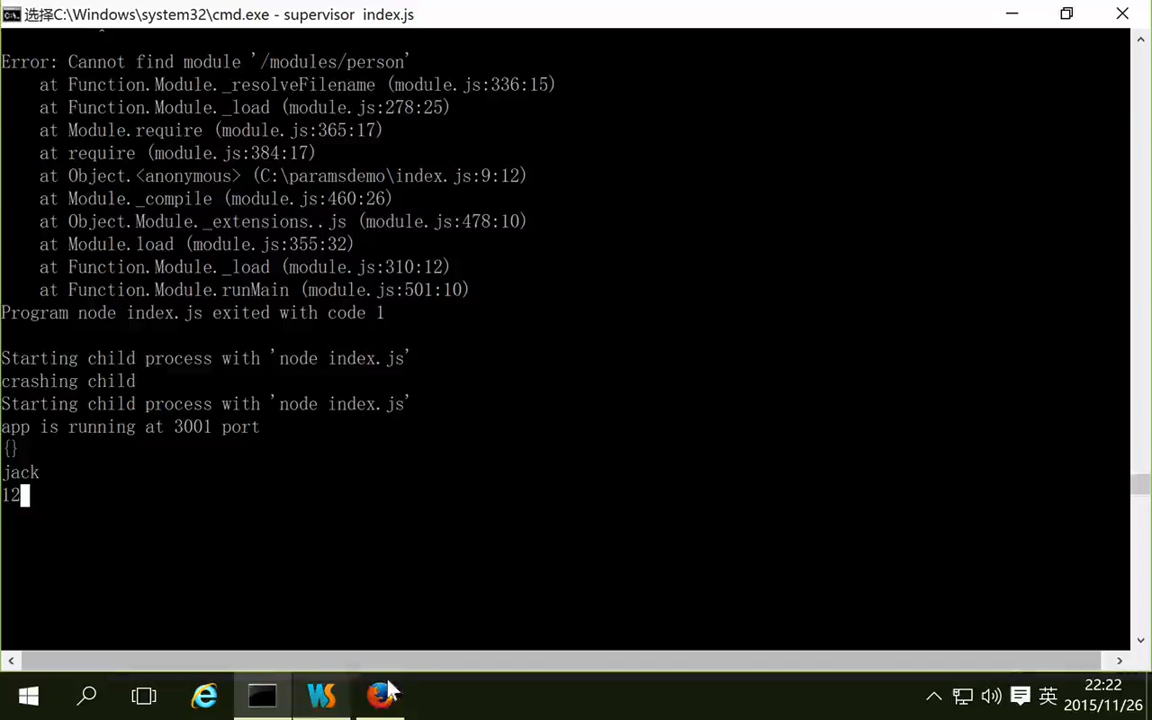 选择C:\Windows\system32\cmd.exe - supervisor  index.js
Error: Cannot find module '/modules/person'
    at Function.Module._resolveFilename (module.js:336:15)
    at Function.Module._load (module.js:278:25)
    at Module.require (module.js:365:17)
    at require (module.js:384:17)
    at Object.<anonymous> (C:\paramsdemo\index.js:9:12)
    at Module._compile (module.js:460:26)
    at Object.Module._extensions..js (module.js:478:10)
    at Module.load (module.js:355:32)
    at Function.Module._load (module.js:310:12)
    at Function.Module.runMain (module.js:501:10)
Program node index.js exited with code 1
Starting child process with 'node index.js'
crashing child
Starting child process with 'node index.js'
app is running at 3001 port
{}
jack
12
英
22:22
2015/11/26